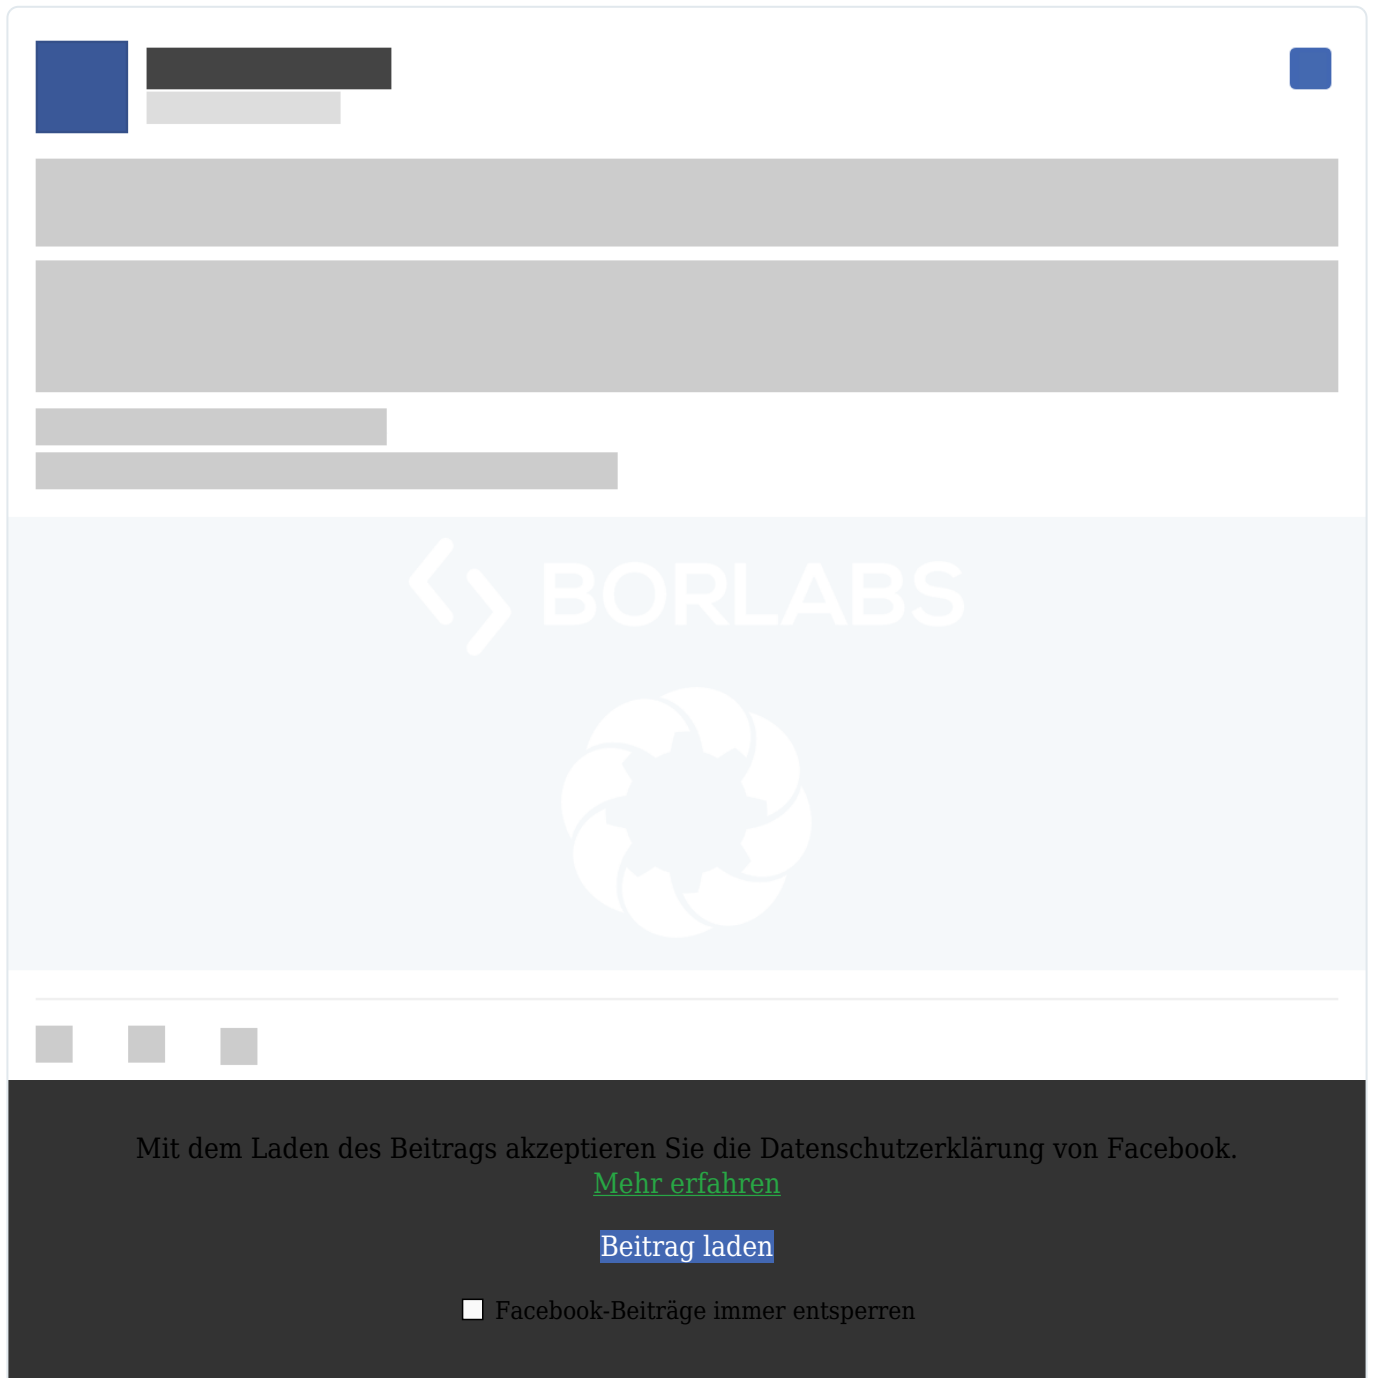 BORLABS
Mit dem Laden des Beitrags akzeptieren Sie die Datenschutzerklärung von Facebook.
Mehr erfahren
Beitrag laden
Facebook-Beiträge immer entsperren